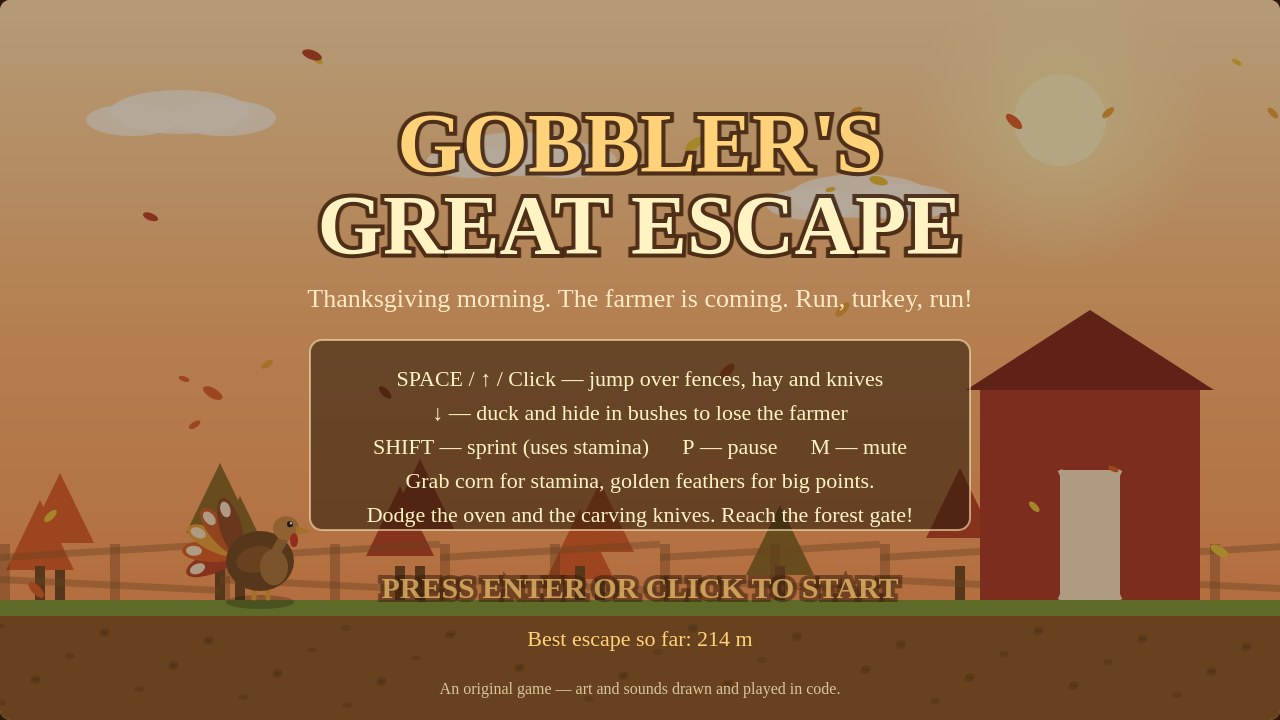 GOBBLER'S
GREAT ESCAPE
Thanksgiving morning. The farmer is coming. Run, turkey, run!
SPACE / ↑ / Click — jump over fences, hay and knives
↓ — duck and hide in bushes to lose the farmer
SHIFT — sprint (uses stamina) P — pause M — mute
Grab corn for stamina, golden feathers for big points.
Dodge the oven and the carving knives. Reach the forest gate!
PRESS ENTER OR CLICK TO START
Best escape so far: 214 m
An original game — art and sounds drawn and played in code.